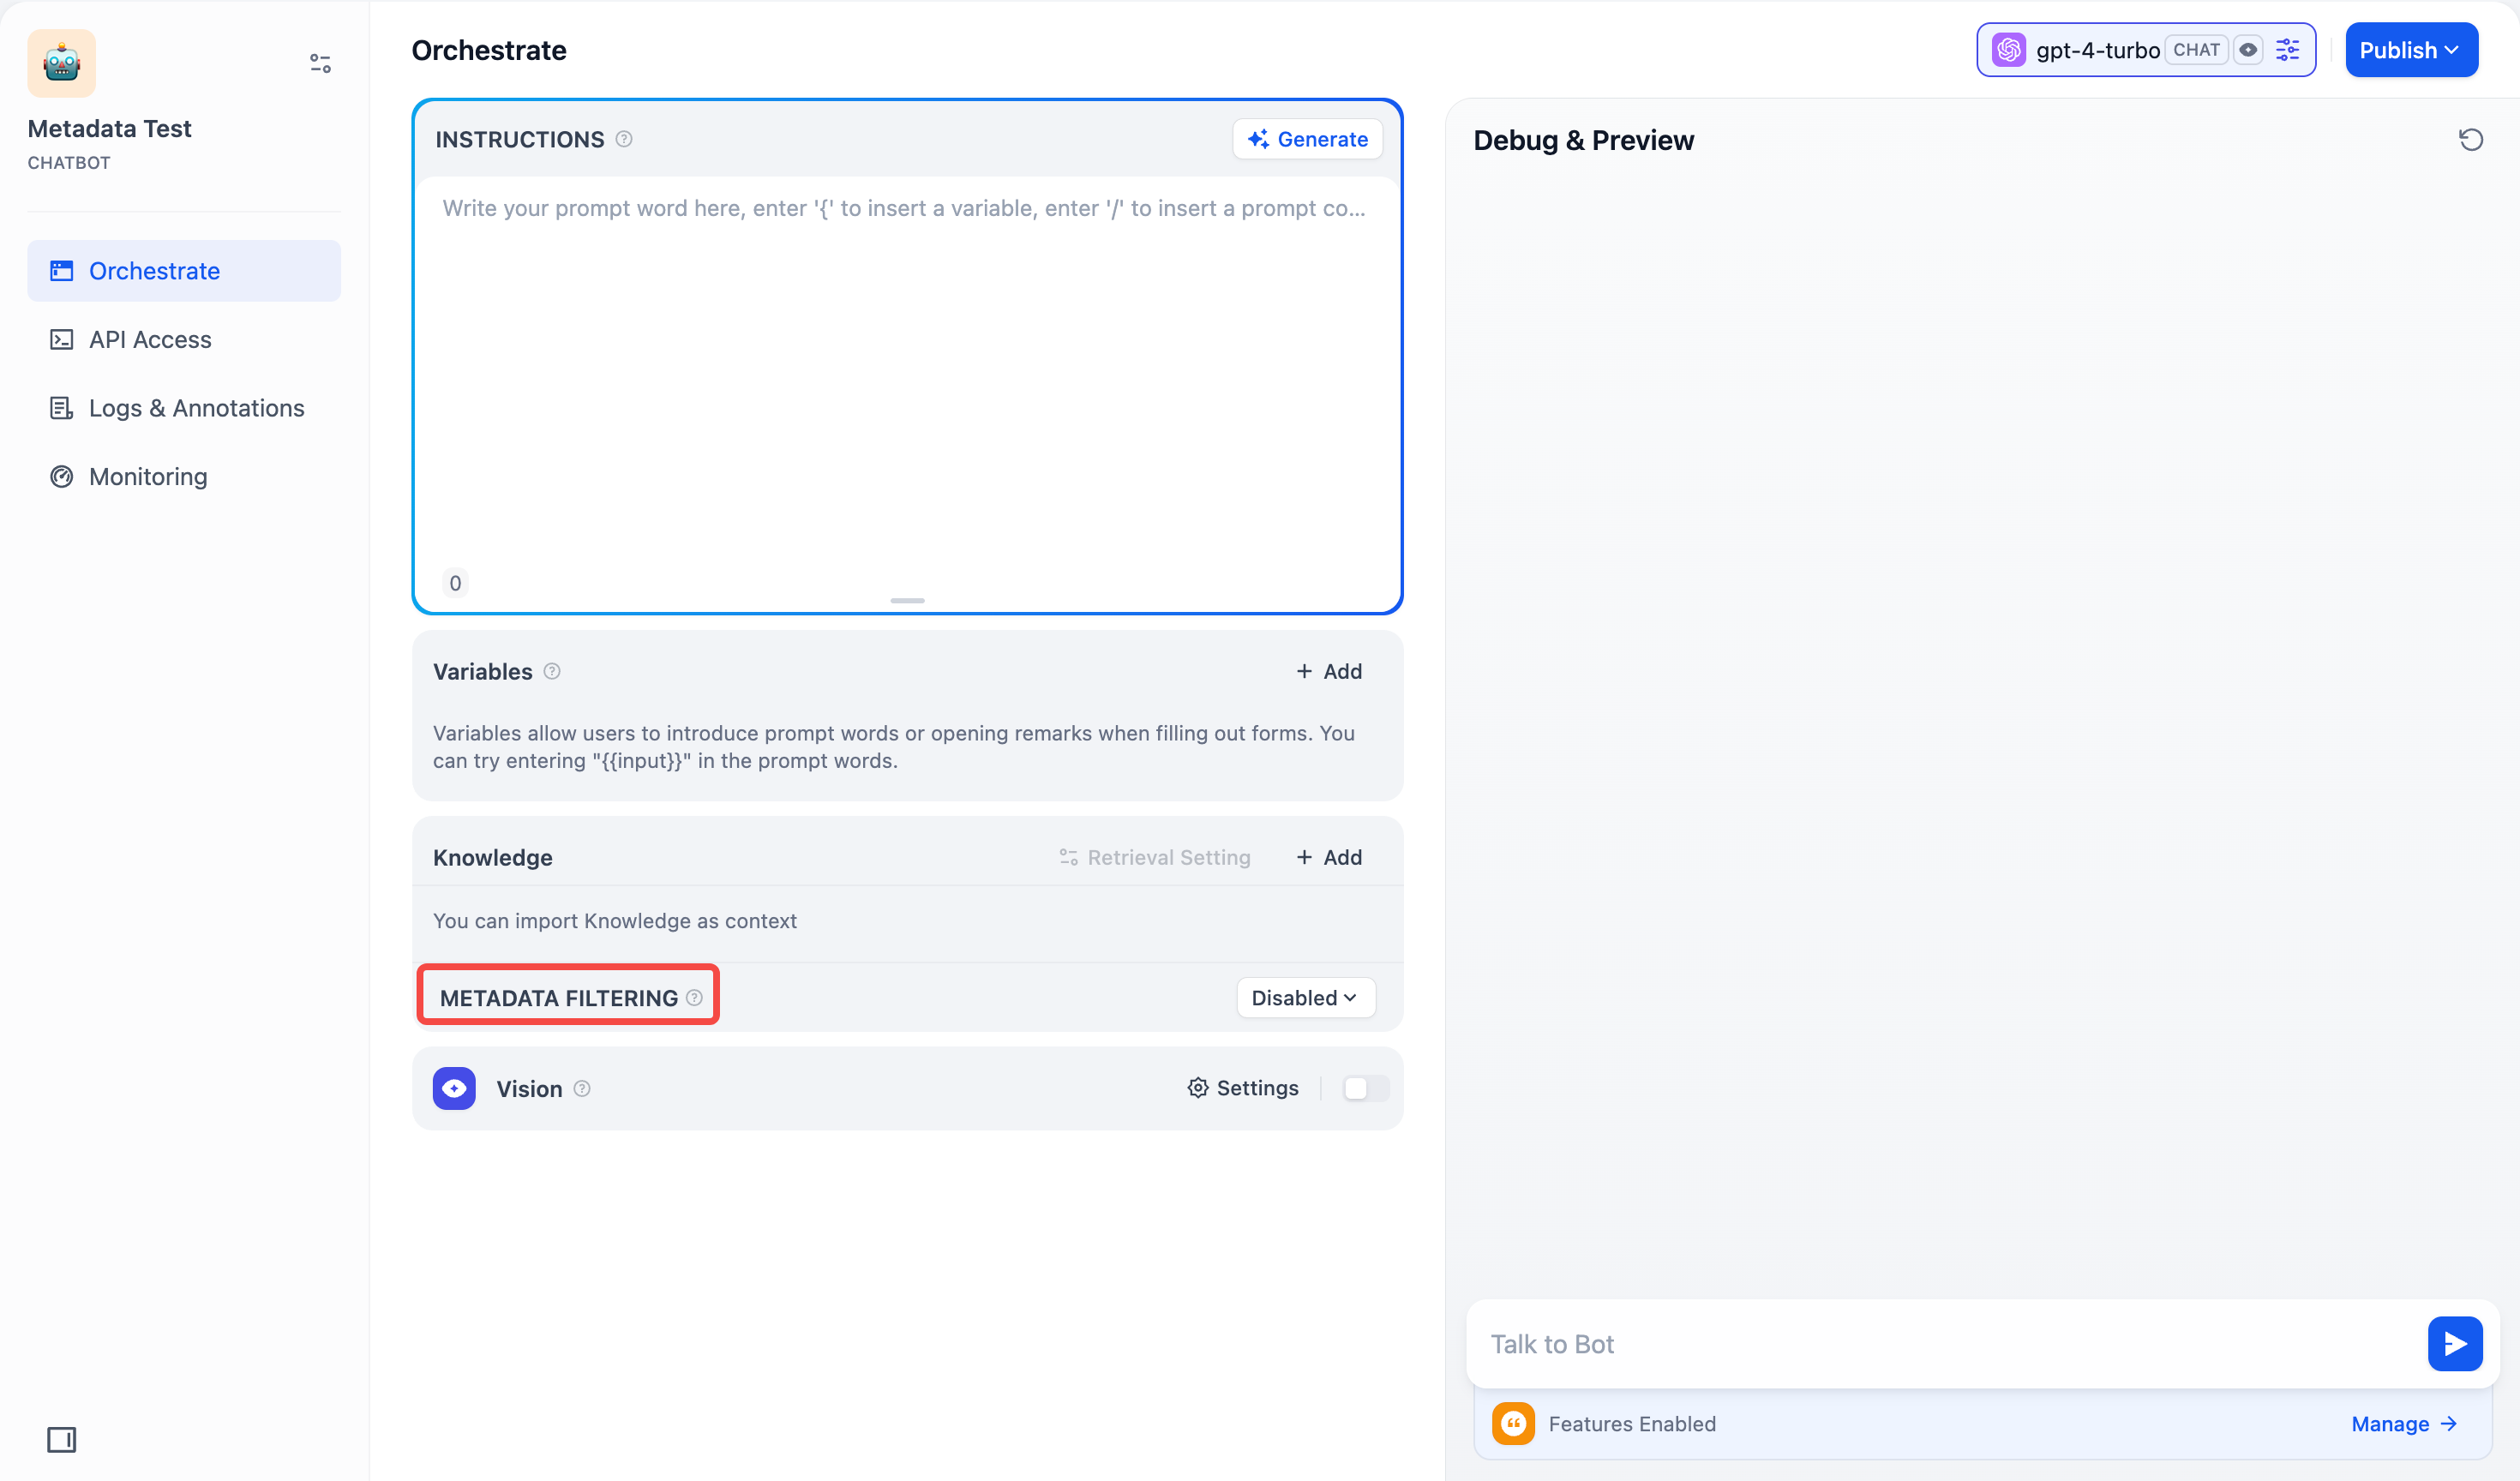 Metadata Test
CHATBOT
Orchestrate
API Access
Logs & Annotations
Monitoring
Orchestrate
gpt-4-turbo CHAT
Publish
INSTRUCTIONS
Generate
Write your prompt word here, enter '{' to insert a variable, enter '/' to insert a prompt co...
0
Variables
+ Add
Variables allow users to introduce prompt words or opening remarks when filling out forms. You
can try entering "{{input}}" in the prompt words.
Knowledge
Retrieval Setting
+ Add
You can import Knowledge as context
METADATA FILTERING
Disabled
Vision
Settings
Debug & Preview
Talk to Bot
Features Enabled
Manage →